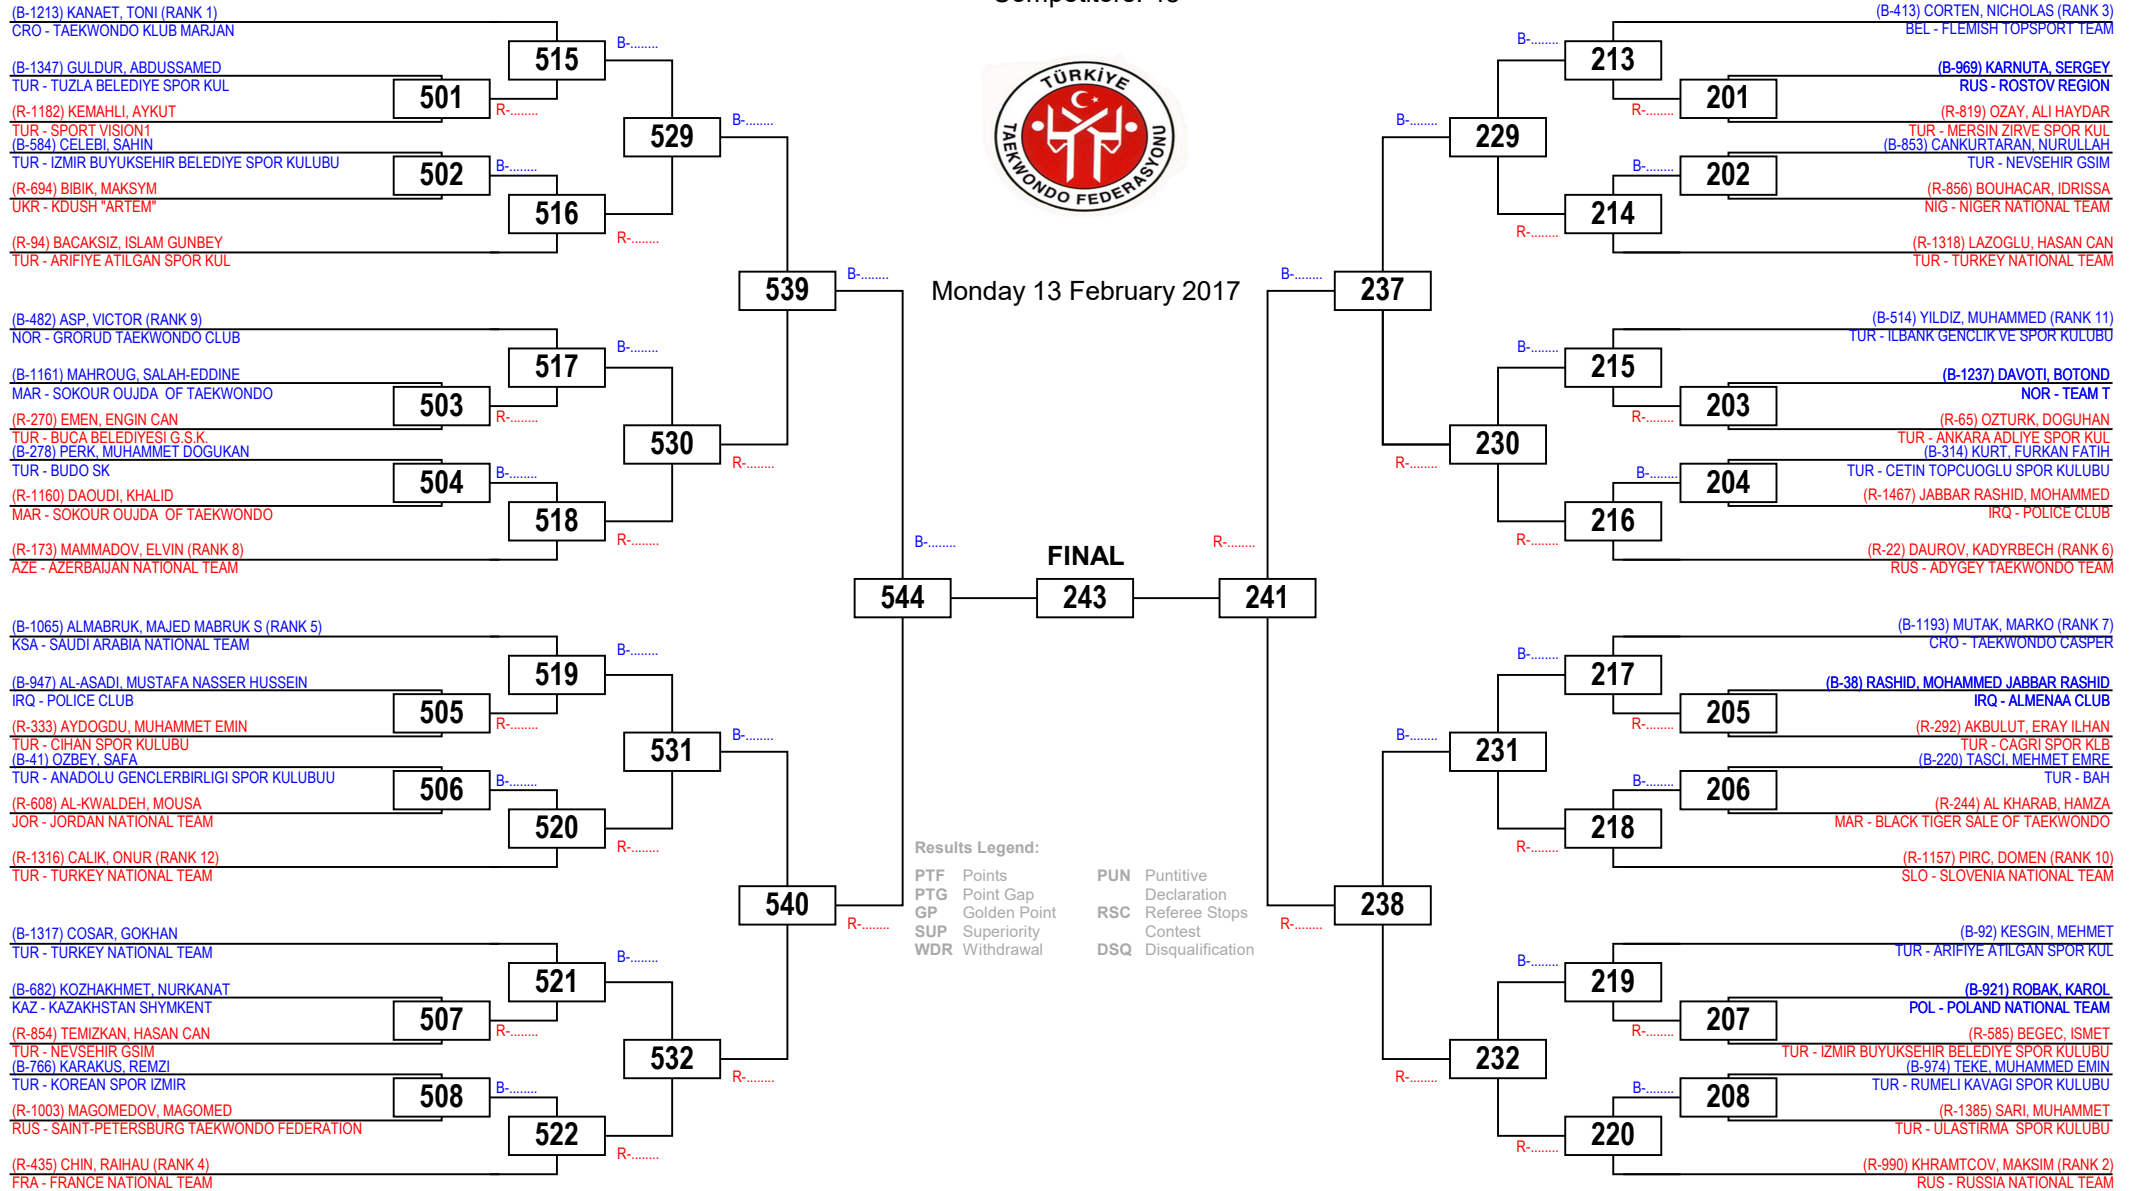 Competitors: 48
(B-1213) KANAET, TONI (RANK 1)
CRO - TAEKWONDO KLUB MARJAN
515
B-........
(B-1347) GULDUR, ABDUSSAMED
TUR - TUZLA BELEDIYE SPOR KUL
501
R-........
(R-1182) KEMAHLI, AYKUT
TUR - SPORT VISION1
529
B-........
(B-584) CELEBI, SAHIN
TUR - IZMIR BUYUKSEHIR BELEDIYE SPOR KULUBU
502
B-........
(R-694) BIBIK, MAKSYM
UKR - KDUSH "ARTEM"
516
R-........
(R-94) BACAKSIZ, ISLAM GUNBEY
TUR - ARIFIYE ATILGAN SPOR KUL
539
B-........
(B-482) ASP, VICTOR (RANK 9)
NOR - GRORUD TAEKWONDO CLUB
517
B-........
(B-1161) MAHROUG, SALAH-EDDINE
MAR - SOKOUR OUJDA  OF TAEKWONDO
503
R-........
(R-270) EMEN, ENGIN CAN
TUR - BUCA BELEDIYESI G.S.K.
530
R-........
(B-278) PERK, MUHAMMET DOGUKAN
TUR - BUDO SK
504
B-........
(R-1160) DAOUDI, KHALID
MAR - SOKOUR OUJDA  OF TAEKWONDO
518
R-........
(R-173) MAMMADOV, ELVIN (RANK 8)
AZE - AZERBAIJAN NATIONAL TEAM
B-........
544
(B-1065) ALMABRUK, MAJED MABRUK S (RANK 5)
KSA - SAUDI ARABIA NATIONAL TEAM
519
B-........
(B-947) AL-ASADI, MUSTAFA NASSER HUSSEIN
IRQ - POLICE CLUB
505
R-........
(R-333) AYDOGDU, MUHAMMET EMIN
TUR - CIHAN SPOR KULUBU
531
B-........
(B-41) OZBEY, SAFA
TUR - ANADOLU GENCLERBIRLIGI SPOR KULUBUU
506
B-........
(R-608) AL-KWALDEH, MOUSA
JOR - JORDAN NATIONAL TEAM
520
R-........
(R-1316) CALIK, ONUR (RANK 12)
TUR - TURKEY NATIONAL TEAM
540
R-........
(B-1317) COSAR, GOKHAN
TUR - TURKEY NATIONAL TEAM
521
B-........
(B-682) KOZHAKHMET, NURKANAT
KAZ - KAZAKHSTAN SHYMKENT
507
R-........
(R-854) TEMIZKAN, HASAN CAN
TUR - NEVSEHIR GSIM
532
R-........
(B-766) KARAKUS, REMZI
TUR - KOREAN SPOR IZMIR
508
B-........
(R-1003) MAGOMEDOV, MAGOMED
RUS - SAINT-PETERSBURG TAEKWONDO FEDERATION
522
R-........
(R-435) CHIN, RAIHAU (RANK 4)
FRA - FRANCE NATIONAL TEAM
TÜRKİYE
TAEKWONDO FEDERASYONU
Monday 13 February 2017
FINAL
243
Results Legend:
PTF Points
PTG Point Gap
GP Golden Point
SUP Superiority
WDR Withdrawal
PUN Puntitive
Declaration
RSC Referee Stops
Contest
DSQ Disqualification
(B-413) CORTEN, NICHOLAS (RANK 3)
BEL - FLEMISH TOPSPORT TEAM
B-........
213
(B-969) KARNUTA, SERGEY
RUS - ROSTOV REGION
R-........
201
(R-819) OZAY, ALI HAYDAR
TUR - MERSIN ZIRVE SPOR KUL
B-........
229
(B-853) CANKURTARAN, NURULLAH
TUR - NEVSEHIR GSIM
B-........
202
(R-856) BOUHACAR, IDRISSA
NIG - NIGER NATIONAL TEAM
R-........
214
(R-1318) LAZOGLU, HASAN CAN
TUR - TURKEY NATIONAL TEAM
B-........
237
(B-514) YILDIZ, MUHAMMED (RANK 11)
TUR - ILBANK GENCLIK VE SPOR KULUBU
B-........
215
(B-1237) DAVOTI, BOTOND
NOR - TEAM T
R-........
203
(R-65) OZTURK, DOGUHAN
TUR - ANKARA ADLIYE SPOR KUL
R-........
230
(B-314) KURT, FURKAN FATIH
TUR - CETIN TOPCUOGLU SPOR KULUBU
B-........
204
(R-1467) JABBAR RASHID, MOHAMMED
IRQ - POLICE CLUB
R-........
216
(R-22) DAUROV, KADYRBECH (RANK 6)
RUS - ADYGEY TAEKWONDO TEAM
R-........
241
(B-1193) MUTAK, MARKO (RANK 7)
CRO - TAEKWONDO CASPER
B-........
217
(B-38) RASHID, MOHAMMED JABBAR RASHID
IRQ - ALMENAA CLUB
R-........
205
(R-292) AKBULUT, ERAY ILHAN
TUR - CAGRI SPOR KLB
B-........
231
(B-220) TASCI, MEHMET EMRE
TUR - BAH
B-........
206
(R-244) AL KHARAB, HAMZA
MAR - BLACK TIGER SALE OF TAEKWONDO
R-........
218
(R-1157) PIRC, DOMEN (RANK 10)
SLO - SLOVENIA NATIONAL TEAM
R-........
238
(B-92) KESGIN, MEHMET
TUR - ARIFIYE ATILGAN SPOR KUL
B-........
219
(B-921) ROBAK, KAROL
POL - POLAND NATIONAL TEAM
R-........
207
(R-585) BEGEC, ISMET
TUR - IZMIR BUYUKSEHIR BELEDIYE SPOR KULUBU
R-........
232
(B-974) TEKE, MUHAMMED EMIN
TUR - RUMELI KAVAGI SPOR KULUBU
B-........
208
(R-1385) SARI, MUHAMMET
TUR - ULASTIRMA  SPOR KULUBU
R-........
220
(R-990) KHRAMTCOV, MAKSIM (RANK 2)
RUS - RUSSIA NATIONAL TEAM